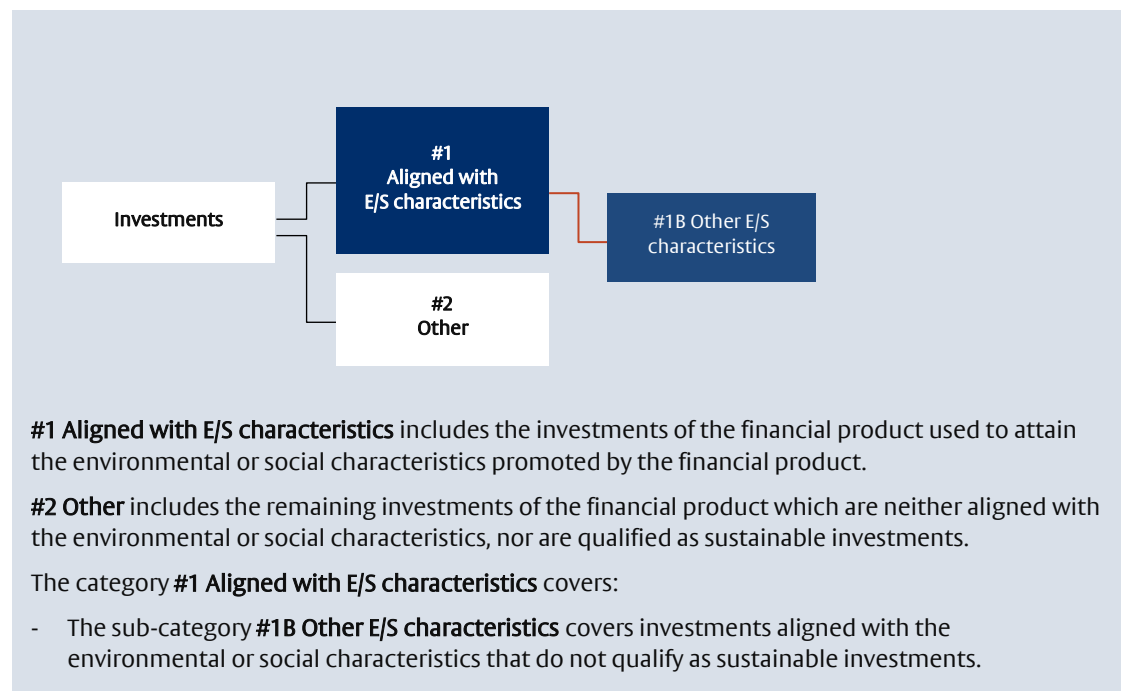 #1
Aligned with
E/S characteristics
Investments
#1B Other E/S
characteristics
#2
Other
#1 Aligned with E/S characteristics includes the investments of the financial product used to attain
the environmental or social characteristics promoted by the financial product.
#2 Other includes the remaining investments of the financial product which are neither aligned with
the environmental or social characteristics, nor are qualified as sustainable investments.
The category #1 Aligned with E/S characteristics covers:
- The sub-category #1B Other E/S characteristics covers investments aligned with the
environmental or social characteristics that do not qualify as sustainable investments.